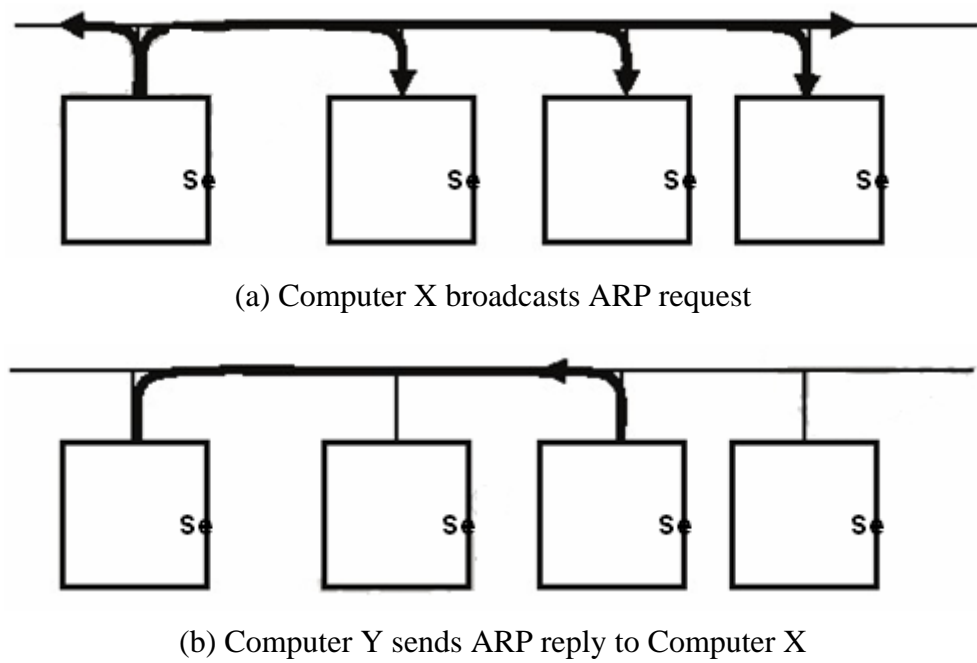 Se Se Se Se
(a) Computer X broadcasts ARP request
Se Se Se Se
(b) Computer Y sends ARP reply to Computer X